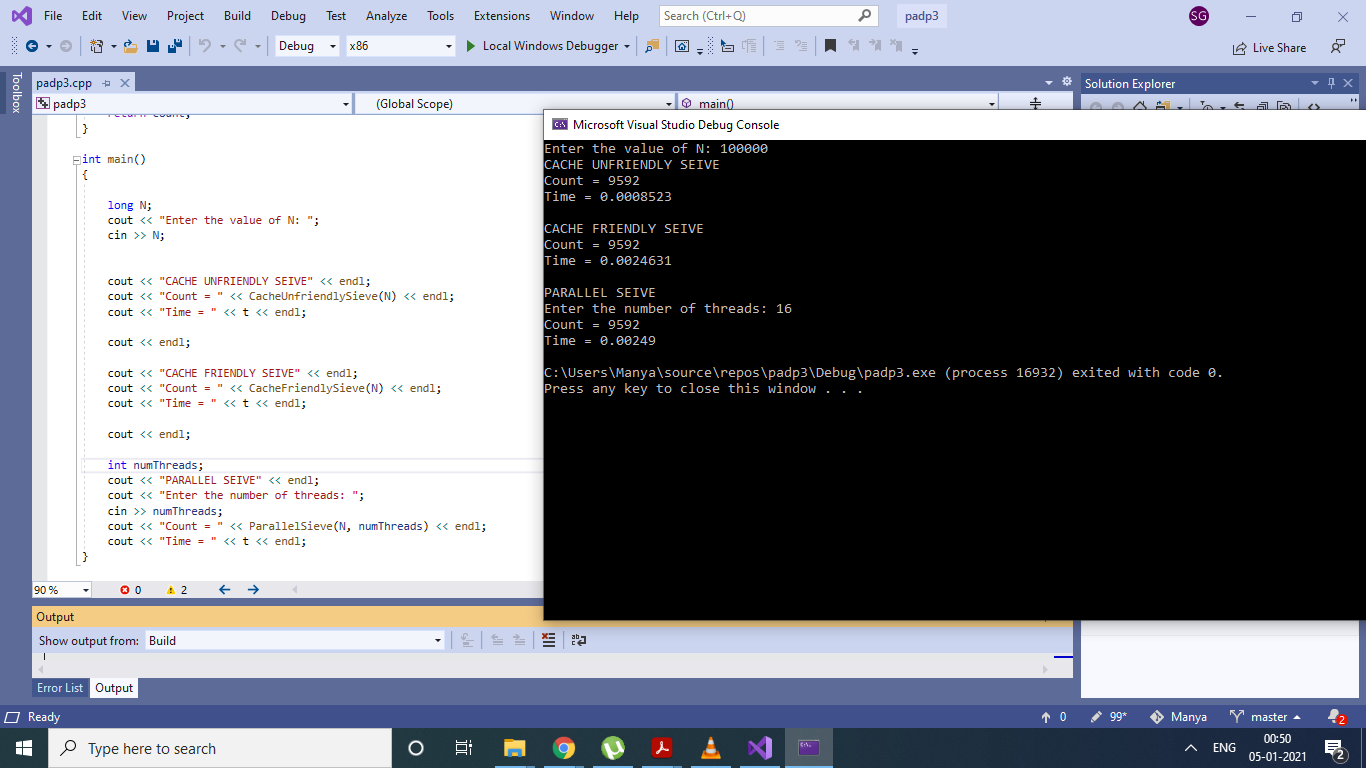 File Edit View Project Build Debug Test Analyze Tools Extensions Window Help Search (Ctrl+Q) padp3 SG
Debug x86 Local Windows Debugger Live Share
Toolbox
padp3.cpp
Solution Explorer
padp3 (Global Scope) main()
return count;
}
int main()
{
long N;
cout << "Enter the value of N: ";
cin >> N;
cout << "CACHE UNFRIENDLY SEIVE" << endl;
cout << "Count = " << CacheUnfriendlySieve(N) << endl;
cout << "Time = " << t << endl;
cout << endl;
cout << "CACHE FRIENDLY SEIVE" << endl;
cout << "Count = " << CacheFriendlySieve(N) << endl;
cout << "Time = " << t << endl;
cout << endl;
int numThreads;
cout << "PARALLEL SEIVE" << endl;
cout << "Enter the number of threads: ";
cin >> numThreads;
cout << "Count = " << ParallelSieve(N, numThreads) << endl;
cout << "Time = " << t << endl;
}
Microsoft Visual Studio Debug Console
Enter the value of N: 100000
CACHE UNFRIENDLY SEIVE
Count = 9592
Time = 0.0008523
CACHE FRIENDLY SEIVE
Count = 9592
Time = 0.0024631
PARALLEL SEIVE
Enter the number of threads: 16
Count = 9592
Time = 0.00249
C:\Users\Manya\source\repos\padp3\Debug\padp3.exe (process 16932) exited with code 0.
Press any key to close this window . . .
90 % 0 2
Output
Show output from: Build
Error List Output
Ready 0 99* Manya master 2
Type here to search ENG 00:50
05-01-2021 2